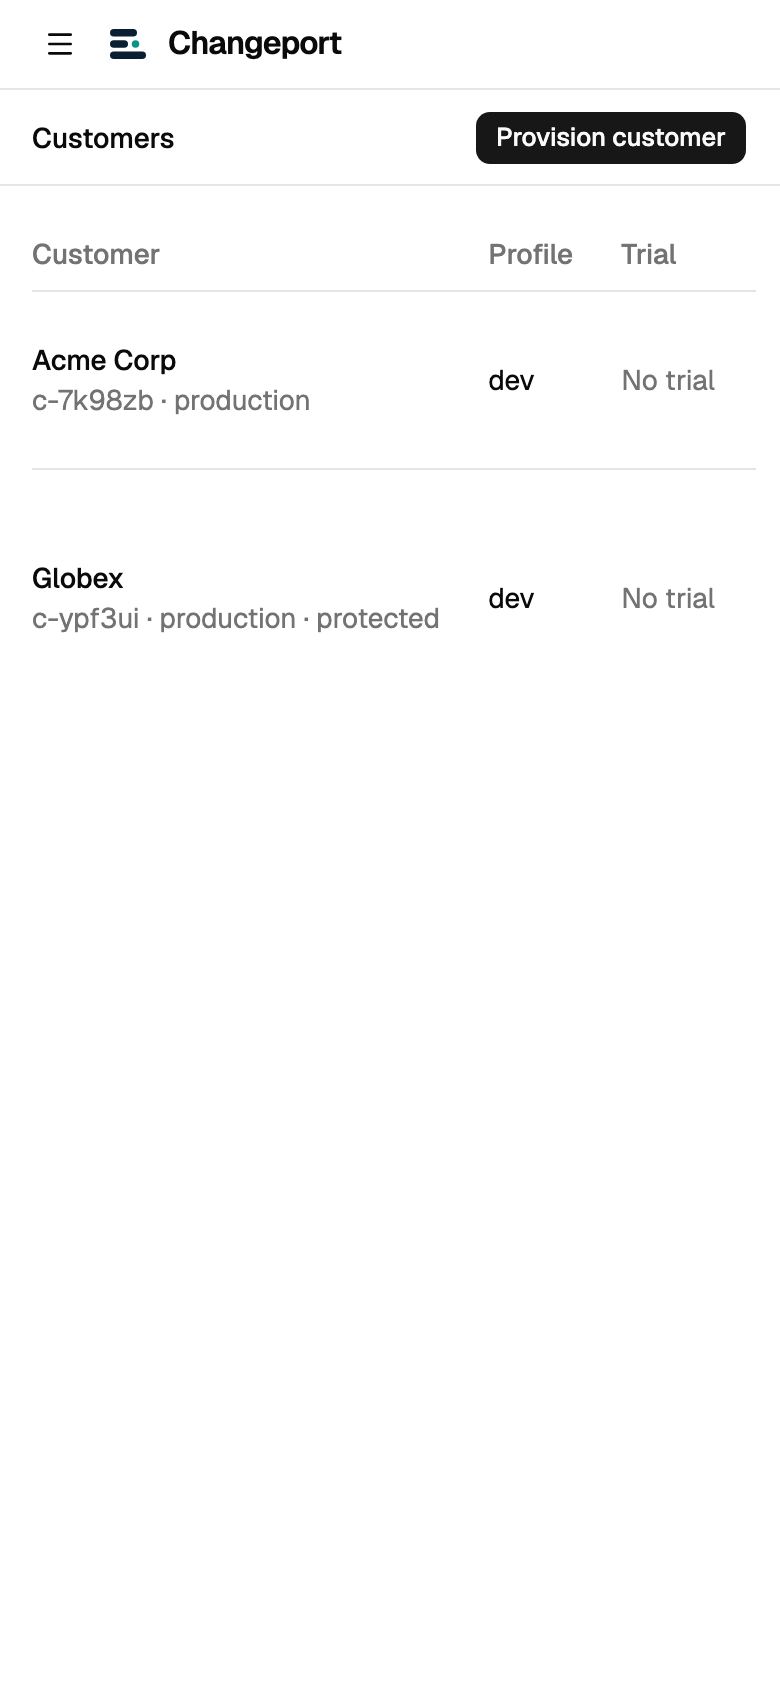 Changeport
Customers
Provision customer
Customer Profile Trial
Acme Corp
c-7k98zb · production
dev
No trial
Globex
c-ypf3ui · production · protected
dev
No trial